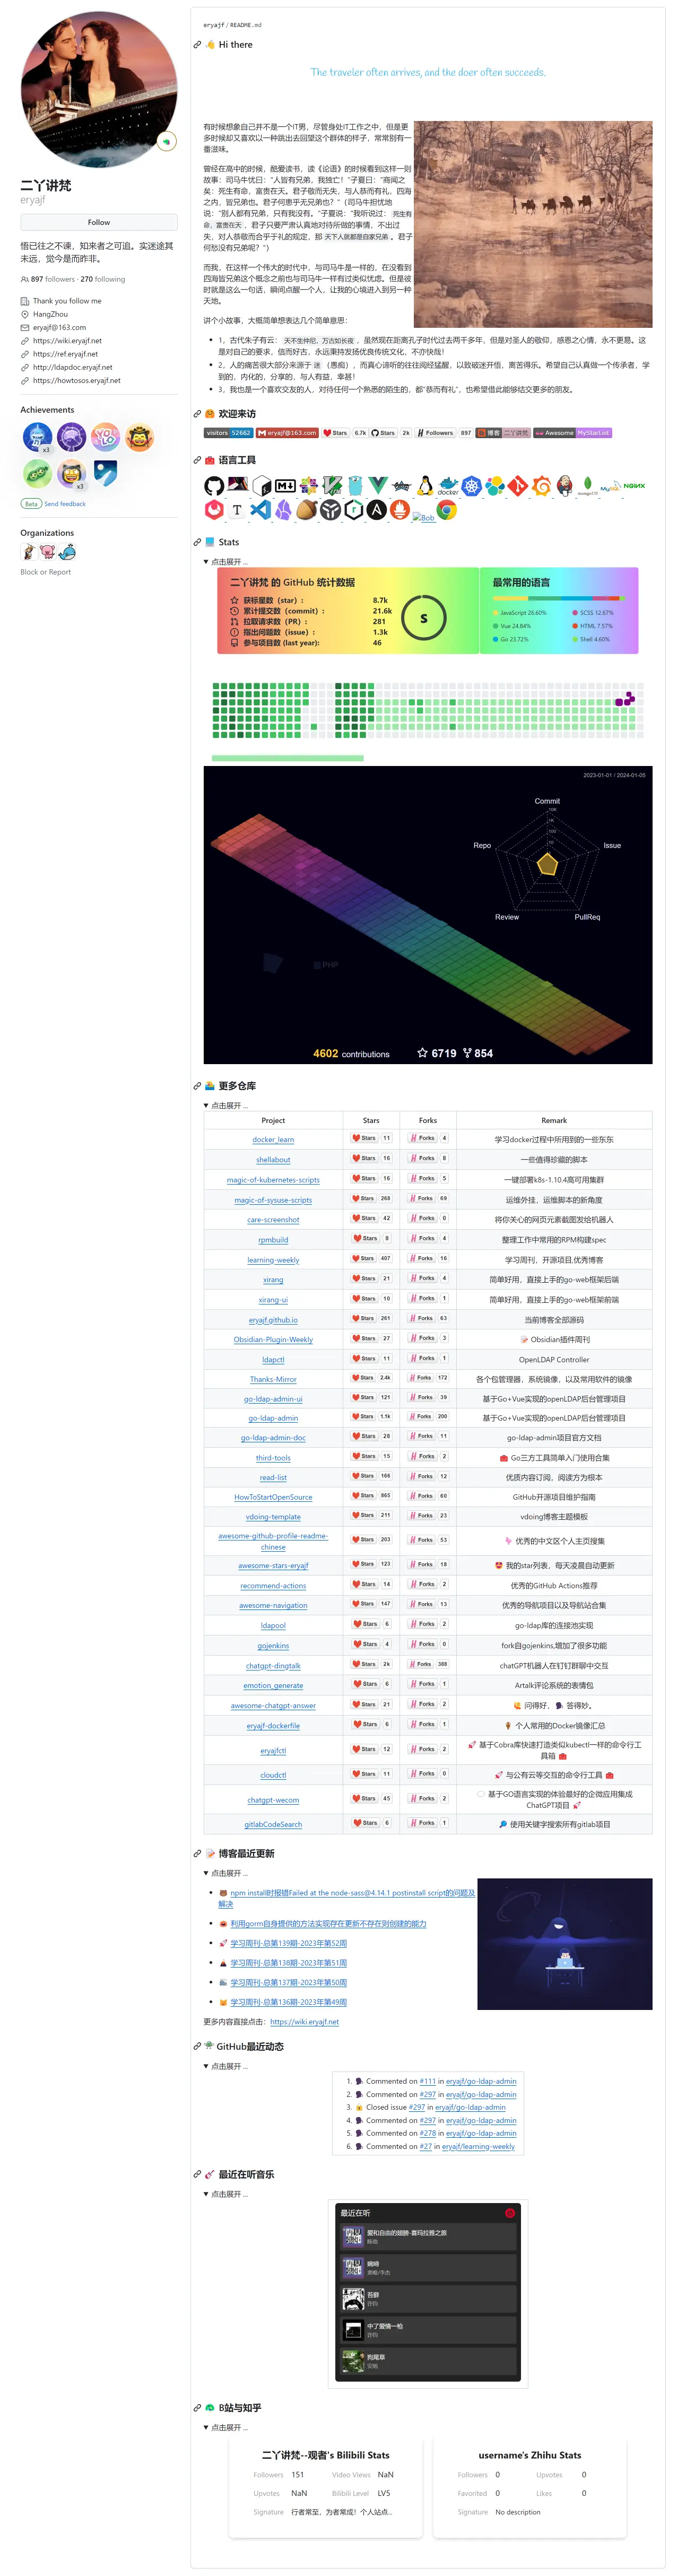 eryajf / README.md
👋 Hi there
The traveler often arrives, and the doer often succeeds.
二丫讲梵
eryajf
Follow
悟已往之不谏，知来者之可追。实迷途其
未远，觉今是而昨非。
897 followers · 270 following
Thank you follow me
HangZhou
eryajf@163.com
https://wiki.eryajf.net
https://ref.eryajf.net
http://ldapdoc.eryajf.net
https://howtosos.eryajf.net
Achievements
x3
x3
Beta Send feedback
Organizations
Block or Report
有时候想象自己并不是一个IT男，尽管身处IT工作之中，但是更
多时候却又喜欢以一种跳出去回望这个群体的样子，常常别有一
番滋味。
曾经在高中的时候，酷爱读书，读《论语》的时候看到这样一则
故事：司马牛忧曰："人皆有兄弟，我独亡！"子夏曰："商闻之
矣：死生有命，富贵在天。君子敬而无失，与人恭而有礼，四海
之内，皆兄弟也。君子何患乎无兄弟也？"（司马牛担忧地
说："别人都有兄弟，只有我没有。"子夏说："我听说过：死生有
命，富贵在天，君子只要严肃认真地对待所做的事情，不出过
失，对人恭敬而合乎于礼的规定，那天下人就都是自家兄弟。君子
何愁没有兄弟呢？"）
而我，在这样一个伟大的时代中，与司马牛是一样的，在没看到
四海皆兄弟这个概念之前也与司马牛一样有过类似忧虑。但是彼
时就是这么一句话，瞬间点醒一个人，让我的心境进入到另一种
天地。
讲个小故事，大概简单想表达几个简单意思：
1，古代朱子有云：天不生仲尼，万古如长夜，虽然现在距离孔子时代过去两千多年，但是对圣人的敬仰，感恩之心情，永不更易。这
是对自己的要求，信而好古，永远秉持发扬优良传统文化，不亦快哉！
2，人的痛苦很大部分来源于迷（愚痴），而真心谛听的往往闻经猛醒，以致破迷开悟，离苦得乐。希望自己认真做一个传承者，学
到的，内化的，分享的，与人有益，幸甚！
3，我也是一个喜欢交友的人，对待任何一个熟悉的陌生的，都"恭而有礼"，也希望借此能够结交更多的朋友。
🤗 欢迎来访
visitors 52662 eryajf@163.com Stars 6.7k Stars 2k Followers 897 博客 二丫讲梵 Awesome MyStarList
🧰 语言工具
docker
mongoDB
MySQL
NGINX
T
Bob
Stats
点击展开 ...
二丫讲梵 的 GitHub 统计数据
获标星数（star）： 8.7k
累计提交数（commit）： 21.6k
拉取请求数（PR）： 281
指出问题数（issue）： 1.3k
参与项目数 (last year): 46
S
最常用的语言
JavaScript 26.60% SCSS 12.67%
Vue 24.84% HTML 7.57%
Go 23.72% Shell 4.60%
2023-01-01 / 2024-01-05
Commit
10K
1K
100
10
Repo Issue
Review PullReq
PHP
4602 contributions 6719 854
更多仓库
点击展开 ...
Project Stars Forks Remark
docker_learn Stars 11 Forks 4 学习docker过程中所用到的一些东东
shellabout Stars 16 Forks 8 一些值得珍藏的脚本
magic-of-kubernetes-scripts Stars 16 Forks 5 一键部署k8s-1.10.4高可用集群
magic-of-sysuse-scripts Stars 268 Forks 69 运维外挂，运维脚本的新角度
care-screenshot Stars 42 Forks 0 将你关心的网页元素截图发给机器人
rpmbuild Stars 8 Forks 4 整理工作中常用的RPM构建spec
learning-weekly Stars 407 Forks 16 学习周刊，开源项目,优秀博客
xirang Stars 21 Forks 4 简单好用，直接上手的go-web框架后端
xirang-ui Stars 10 Forks 1 简单好用，直接上手的go-web框架前端
eryajf.github.io Stars 261 Forks 63 当前博客全部源码
Obsidian-Plugin-Weekly Stars 27 Forks 3 📝 Obsidian插件周刊
ldapctl Stars 11 Forks 1 OpenLDAP Controller
Thanks-Mirror Stars 2.4k Forks 172 各个包管理器，系统镜像，以及常用软件的镜像
go-ldap-admin-ui Stars 121 Forks 39 基于Go+Vue实现的openLDAP后台管理项目
go-ldap-admin Stars 1.1k Forks 200 基于Go+Vue实现的openLDAP后台管理项目
go-ldap-admin-doc Stars 28 Forks 11 go-ldap-admin项目官方文档
third-tools Stars 15 Forks 2 🧰 Go三方工具简单入门使用合集
read-list Stars 166 Forks 12 优质内容订阅，阅读方为根本
HowToStartOpenSource Stars 865 Forks 60 GitHub开源项目维护指南
vdoing-template Stars 211 Forks 23 vdoing博客主题模板
awesome-github-profile-readme-
chinese Stars 203 Forks 53 优秀的中文区个人主页搜集
awesome-stars-eryajf Stars 123 Forks 18 🤩 我的star列表，每天凌晨自动更新
recommend-actions Stars 14 Forks 2 优秀的GitHub Actions推荐
awesome-navigation Stars 147 Forks 13 优秀的导航项目以及导航站合集
ldapool Stars 6 Forks 2 go-ldap库的连接池实现
gojenkins Stars 4 Forks 0 fork自gojenkins,增加了很多功能
chatgpt-dingtalk Stars 2k Forks 388 chatGPT机器人在钉钉群聊中交互
emotion_generate Stars 6 Forks 1 Artalk评论系统的表情包
awesome-chatgpt-answer Stars 21 Forks 2 🙋 问得好，🗣 答得妙。
eryajf-dockerfile Stars 6 Forks 1 个人常用的Docker镜像汇总
eryajfctl Stars 12 Forks 2 🚀 基于Cobra库快速打造类似kubectl一样的命令行工
具箱 🧰
cloudctl Stars 11 Forks 0 🚀 与公有云等交互的命令行工具 🧰
chatgpt-wecom Stars 45 Forks 2 基于GO语言实现的体验最好的企微应用集成
ChatGPT项目 🚀
gitlabCodeSearch Stars 6 Forks 1 🔎 使用关键字搜索所有gitlab项目
📝 博客最近更新
点击展开 ...
npm install时报错Failed at the node-sass@4.14.1 postinstall script的问题及
解决
利用gorm自身提供的方法实现存在更新不存在则创建的能力
学习周刊-总第139期-2023年第52周
学习周刊-总第138期-2023年第51周
学习周刊-总第137期-2023年第50周
学习周刊-总第136期-2023年第49周
更多内容直接点击：https://wiki.eryajf.net
GitHub最近动态
点击展开 ...
1. 🗣 Commented on #111 in eryajf/go-ldap-admin
2. 🗣 Commented on #297 in eryajf/go-ldap-admin
3. 🔒 Closed issue #297 in eryajf/go-ldap-admin
4. 🗣 Commented on #297 in eryajf/go-ldap-admin
5. 🗣 Commented on #278 in eryajf/go-ldap-admin
6. 🗣 Commented on #27 in eryajf/learning-weekly
🎸 最近在听音乐
点击展开 ...
最近在听
爱和自由的翅膀-喜玛拉雅之旅
婉晴
苔藓
许钧
中了爱情一枪
许钧
狗尾草
安艳
B站与知乎
点击展开 ...
二丫讲梵--观者's Bilibili Stats
Followers 151 Video Views NaN
Upvotes NaN Bilibili Level LV5
Signature 行者常至，为者常成！个人站点...
username's Zhihu Stats
Followers 0 Upvotes 0
Favorited 0 Likes 0
Signature No description